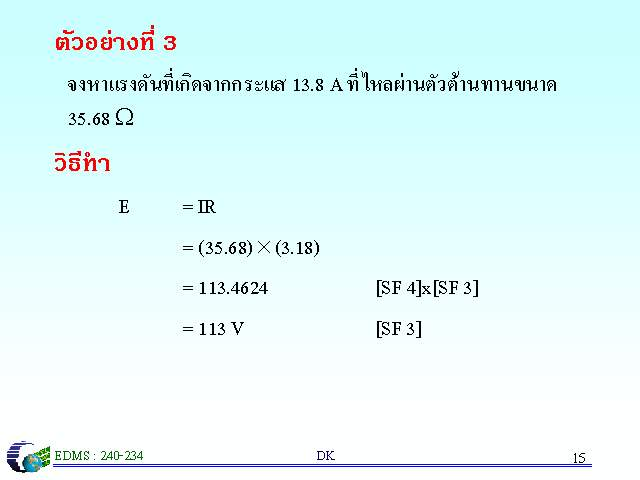 ตัวอย่างที่ 3
จงหาแรงดันที่เกิดจากกระแส 13.8 A ที่ไหลผ่านตัวต้านทานขนาด
35.68 Ω
วิธีทำ
E = IR
= (35.68) × (3.18)
= 113.4624 [SF 4]x[SF 3]
= 113 V [SF 3]
EDMS : 240-234 DK 15